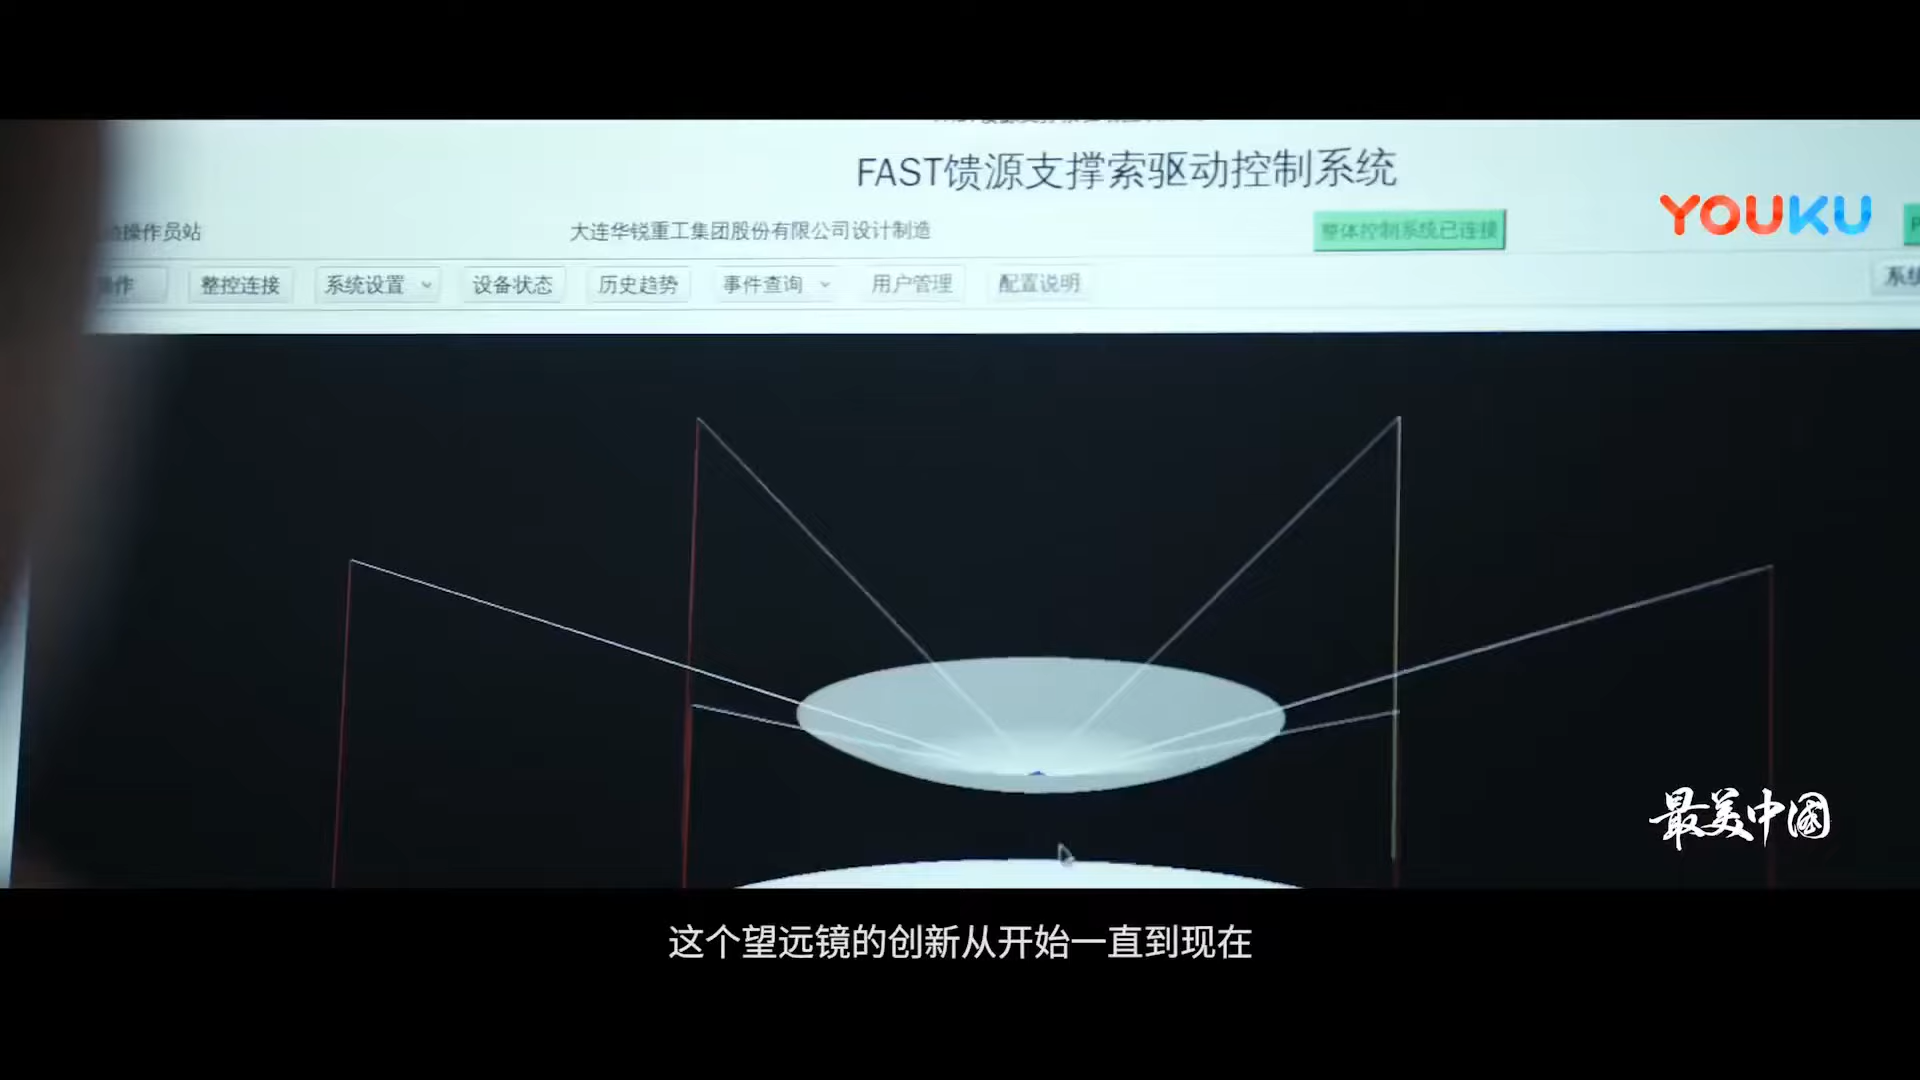 FAST馈源支撑索驱动控制系统
YOUKU
操作员站
大连华锐重工集团股份有限公司设计制造
整体控制系统已连接
操作
整控连接
系统设置
设备状态
历史趋势
事件查询
用户管理
配置说明
系统
最美中国
这个望远镜的创新从开始一直到现在